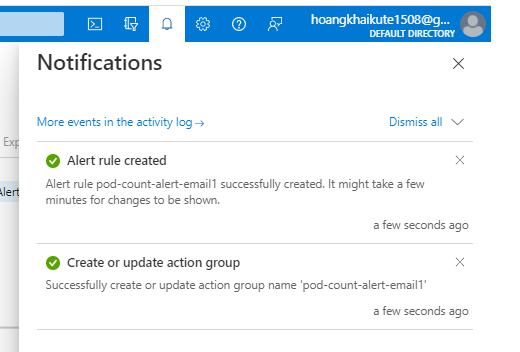 hoangkhaikute1508@g...
DEFAULT DIRECTORY
Notifications
More events in the activity log →
Dismiss all
Exp
Alert
Alert rule created
Alert rule pod-count-alert-email1 successfully created. It might take a few
minutes for changes to be shown.
a few seconds ago
Create or update action group
Successfully create or update action group name 'pod-count-alert-email1'
a few seconds ago